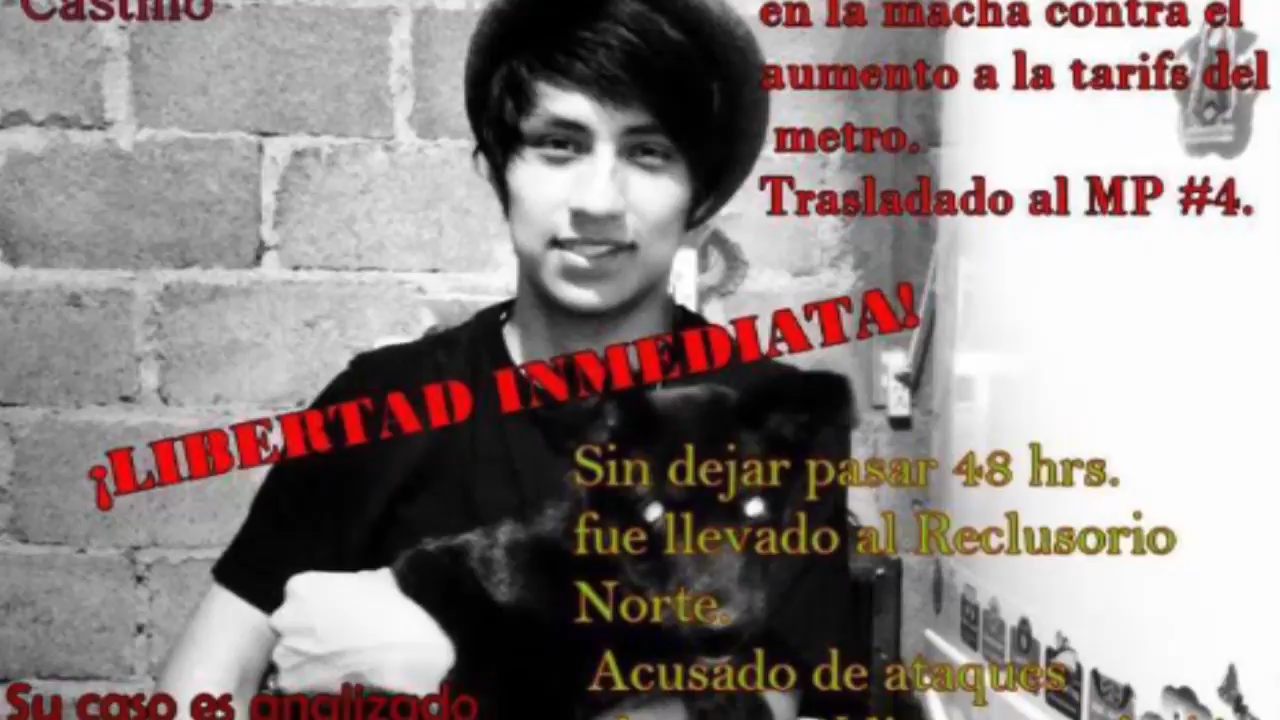 Castillo
en la macha contra el
aumento a la tarifs del
metro.
Trasladado al MP #4.
¡LIBERTAD INMEDIATA!
Sin dejar pasar 48 hrs.
fue llevado al Reclusorio
Norte.
Acusado de ataques
Su caso es analizado